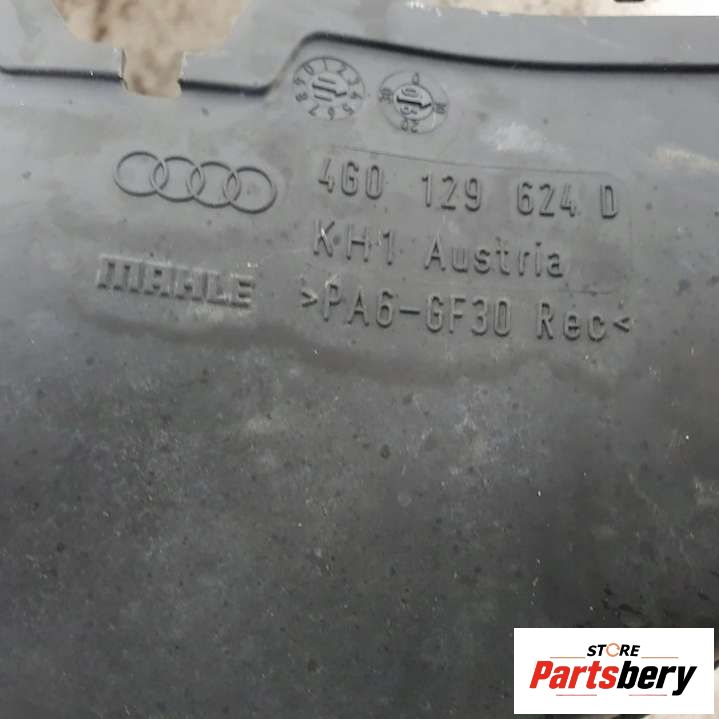 4G0 129 624 D
KH1 Austria
MAHLE
>PA6-GF30 Rec<
STORE
Partsbery